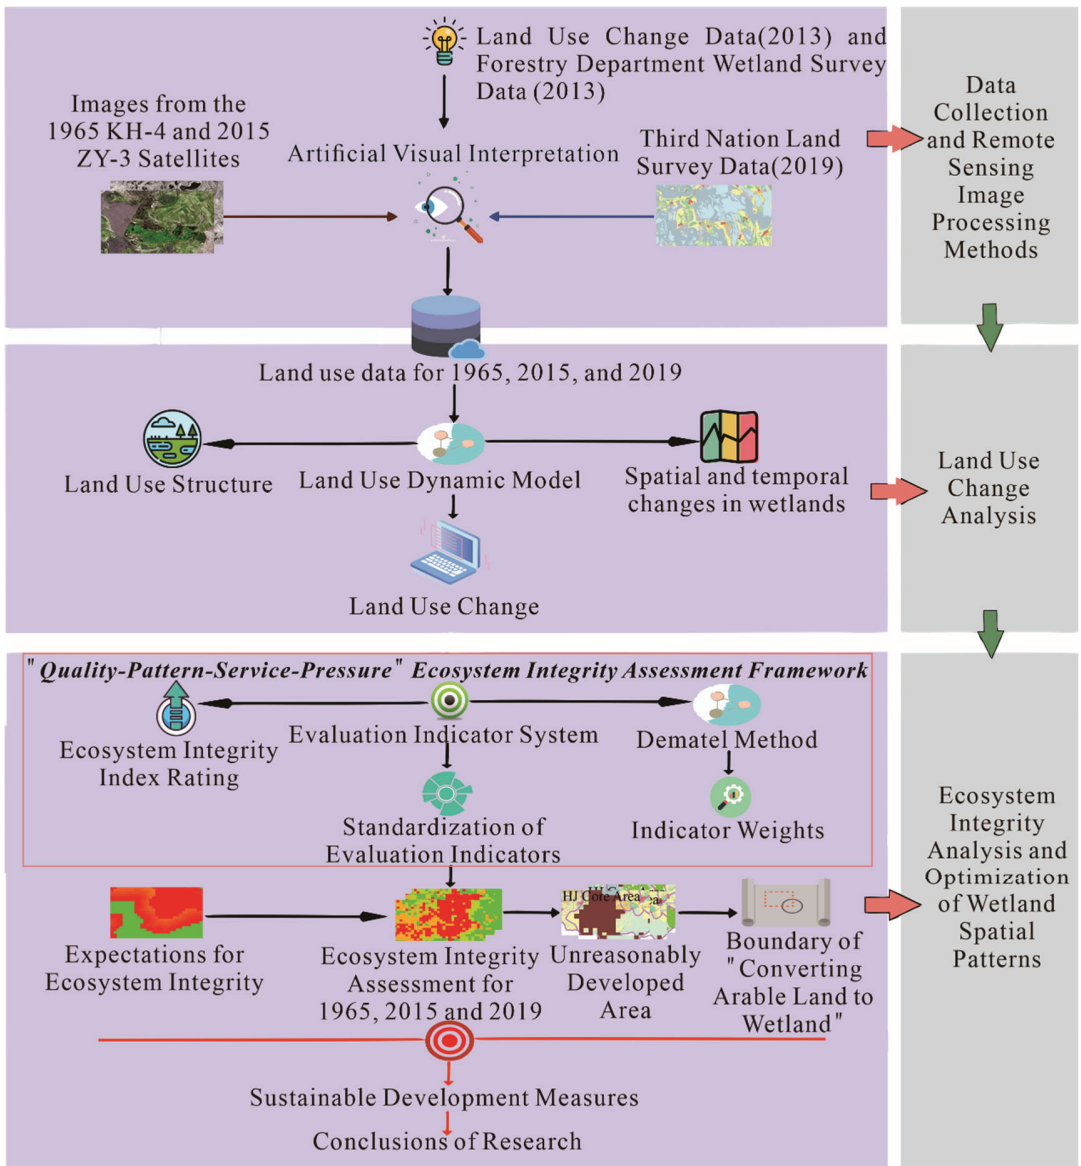 Land Use Change Data(2013) and
Forestry Department Wetland Survey
Data (2013)
Images from the
1965 KH-4 and 2015
ZY-3 Satellites
Artificial Visual Interpretation
Third Nation Land
Survey Data(2019)
Data
Collection
and Remote
Sensing
Image
Processing
Methods
Land use data for 1965, 2015, and 2019
Land Use Structure
Land Use Dynamic Model
Spatial and temporal
changes in wetlands
Land Use Change
Land Use
Change
Analysis
"Quality-Pattern-Service-Pressure" Ecosystem Integrity Assessment Framework
Ecosystem Integrity
Index Rating
Evaluation Indicator System
Dematel Method
Standardization of
Evaluation Indicators
Indicator Weights
Expectations for
Ecosystem Integrity
Ecosystem Integrity
Assessment for
1965, 2015 and 2019
HJ Core Area
Unreasonably
Developed
Area
Boundary of
"Converting
Arable Land to
Wetland"
Ecosystem
Integrity
Analysis and
Optimization
of Wetland
Spatial
Patterns
Sustainable Development Measures
Conclusions of Research